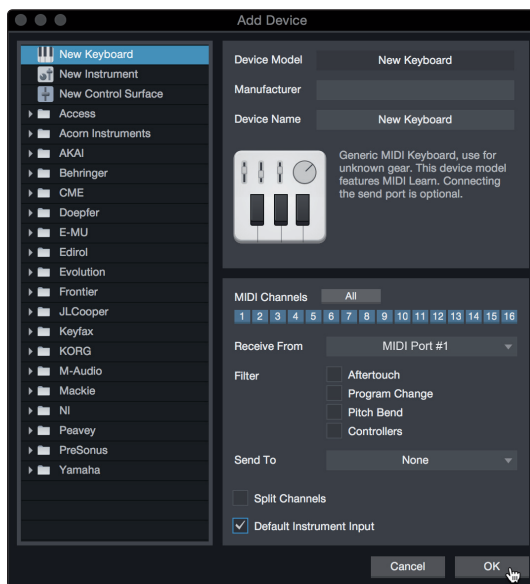 Add Device
New Keyboard
New Instrument
New Control Surface
Access
Acorn Instruments
AKAI
Behringer
CME
Doepfer
E-MU
Edirol
Evolution
Frontier
JLCooper
Keyfax
KORG
M-Audio
Mackie
NI
Peavey
PreSonus
Yamaha
Device Model New Keyboard
Manufacturer
Device Name New Keyboard
Generic MIDI Keyboard, use for
unknown gear. This device model
features MIDI Learn. Connecting
the send port is optional.
MIDI Channels All
1 2 3 4 5 6 7 8 9 10 11 12 13 14 15 16
Receive From MIDI Port #1
Filter Aftertouch
Program Change
Pitch Bend
Controllers
Send To None
Split Channels
Default Instrument Input
Cancel OK